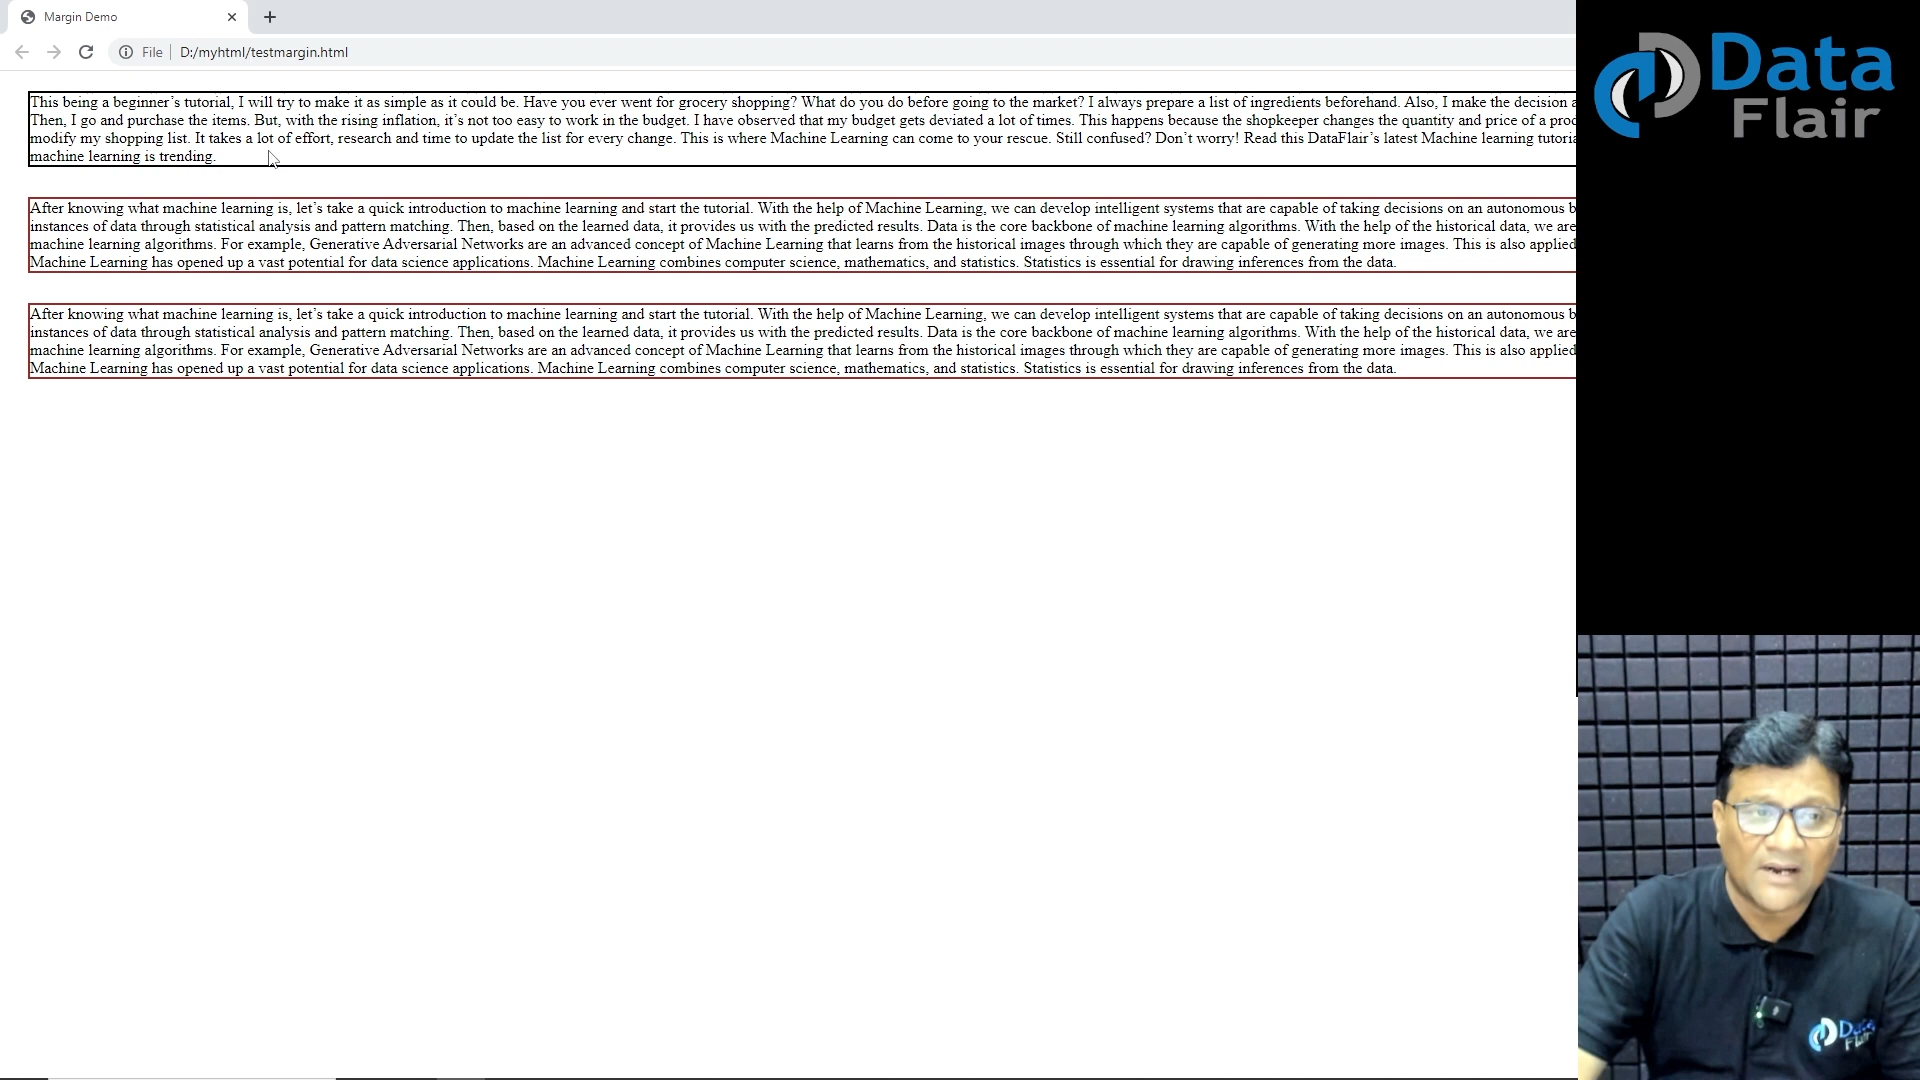 Margin Demo
File
D:/myhtml/testmargin.html
Data
Flair
This being a beginner’s tutorial, I will try to make it as simple as it could be. Have you ever went for grocery shopping? What do you do before going to the market? I always prepare a list of ingredients beforehand. Also, I make the decision
Then, I go and purchase the items. But, with the rising inflation, it’s not too easy to work in the budget. I have observed that my budget gets deviated a lot of times. This happens because the shopkeeper changes the quantity and price of a
modify my shopping list. It takes a lot of effort, research and time to update the list for every change. This is where Machine Learning can come to your rescue. Still confused? Don’t worry! Read this DataFlair’s latest Machine learning
machine learning is trending.
After knowing what machine learning is, let’s take a quick introduction to machine learning and start the tutorial. With the help of Machine Learning, we can develop intelligent systems that are capable of taking decisions on an autonomous
instances of data through statistical analysis and pattern matching. Then, based on the learned data, it provides us with the predicted results. Data is the core backbone of machine learning algorithms. With the help of the historical data, we are
machine learning algorithms. For example, Generative Adversarial Networks are an advanced concept of Machine Learning that learns from the historical images through which they are capable of generating more images. This is also applied
Machine Learning has opened up a vast potential for data science applications. Machine Learning combines computer science, mathematics, and statistics. Statistics is essential for drawing inferences from the data.
After knowing what machine learning is, let’s take a quick introduction to machine learning and start the tutorial. With the help of Machine Learning, we can develop intelligent systems that are capable of taking decisions on an autonomous
instances of data through statistical analysis and pattern matching. Then, based on the learned data, it provides us with the predicted results. Data is the core backbone of machine learning algorithms. With the help of the historical data, we are
machine learning algorithms. For example, Generative Adversarial Networks are an advanced concept of Machine Learning that learns from the historical images through which they are capable of generating more images. This is also applied
Machine Learning has opened up a vast potential for data science applications. Machine Learning combines computer science, mathematics, and statistics. Statistics is essential for drawing inferences from the data.
Data
Flair